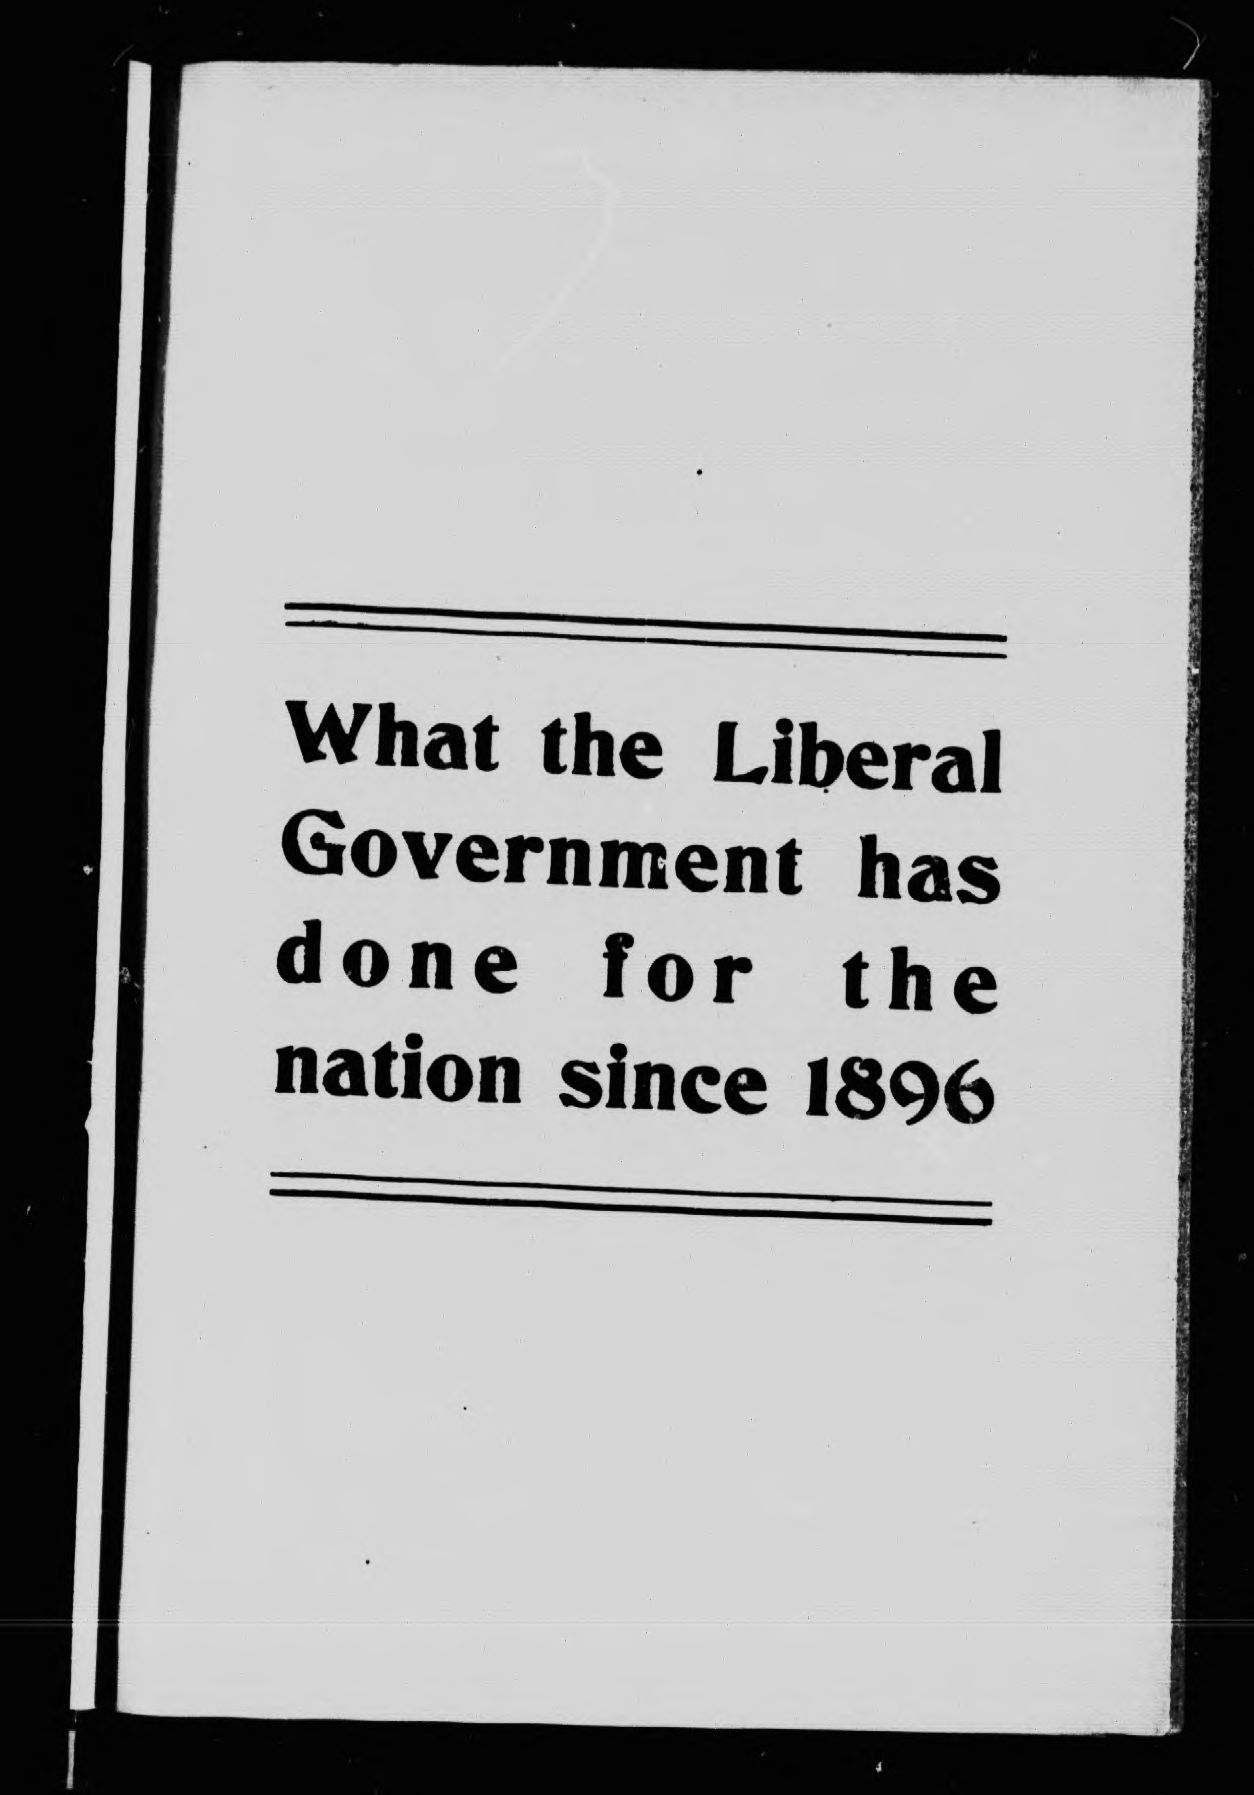 What the Liberal
Government has
done for the
nation since 1896